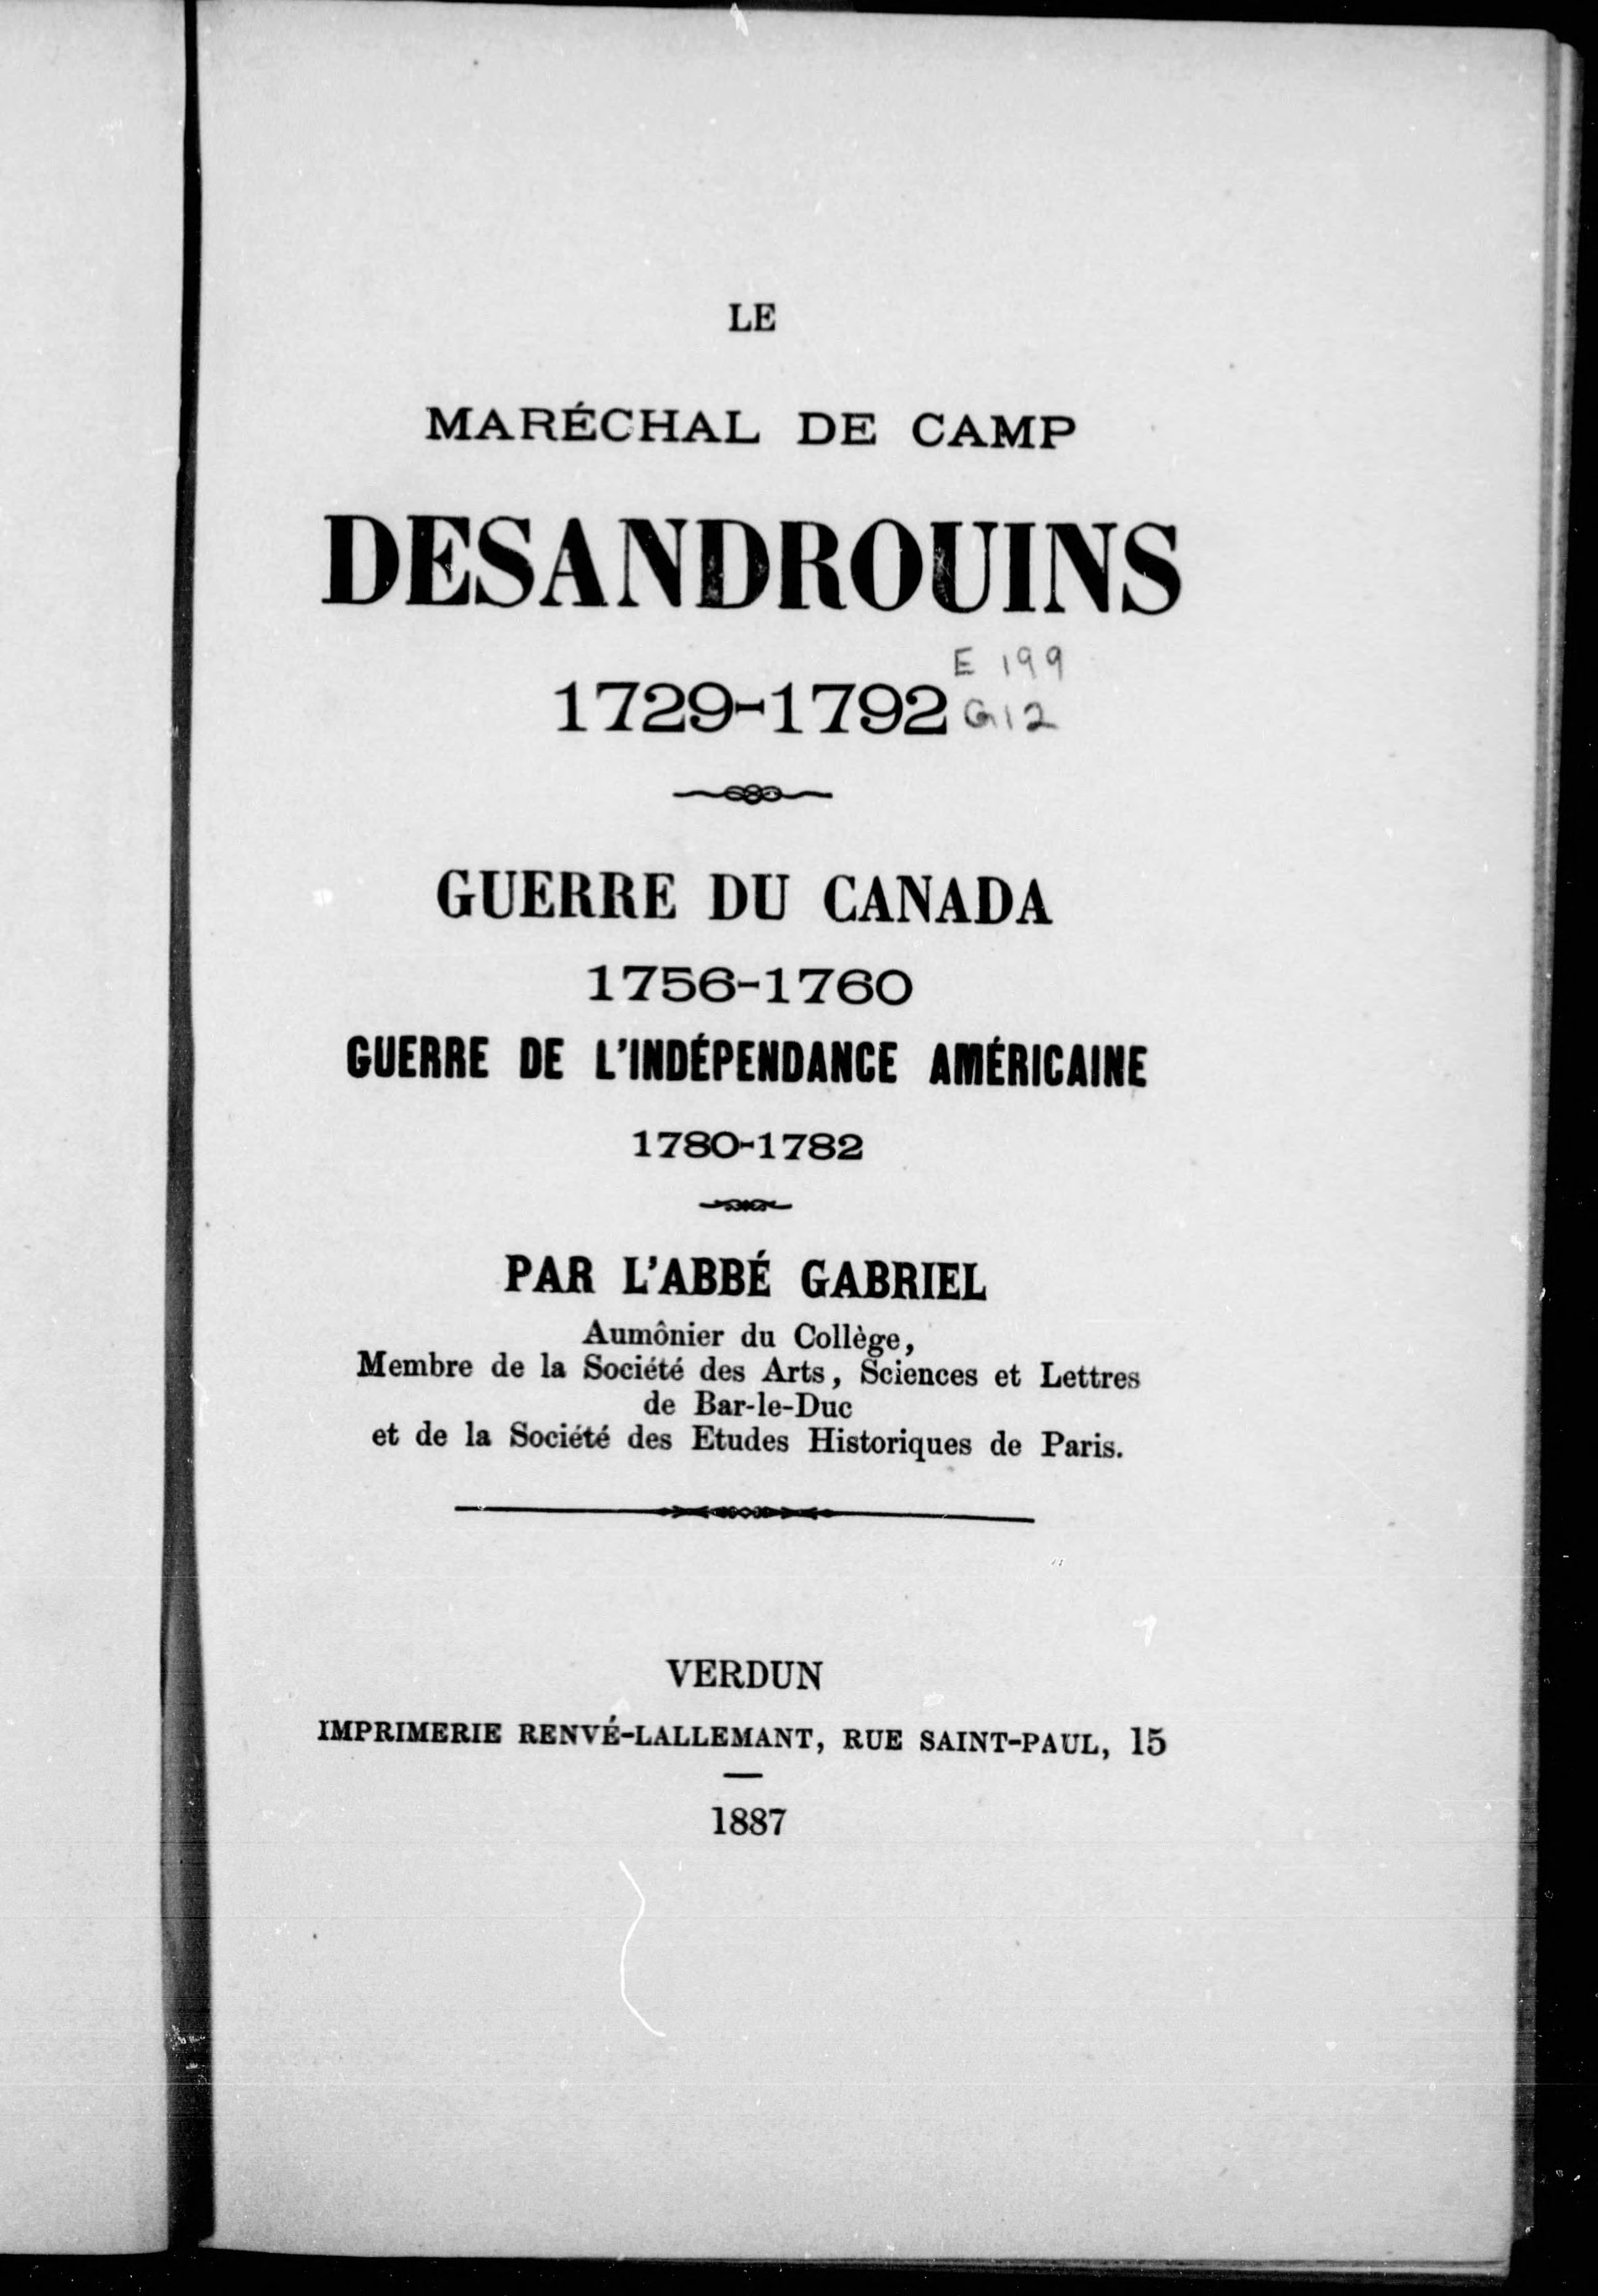 LE
MARÉCHAL DE CAMP
DESANDROUINS
E 199
1729-1792 G12
GUERRE DU CANADA
1756-1760
GUERRE DE L'INDÉPENDANCE AMÉRICAINE
1780-1782
PAR L'ABBÉ GABRIEL
Aumônier du Collège,
Membre de la Société des Arts, Sciences et Lettres
de Bar-le-Duc
et de la Société des Etudes Historiques de Paris.
VERDUN
IMPRIMERIE RENVÉ-LALLEMANT, RUE SAINT-PAUL, 15
1887